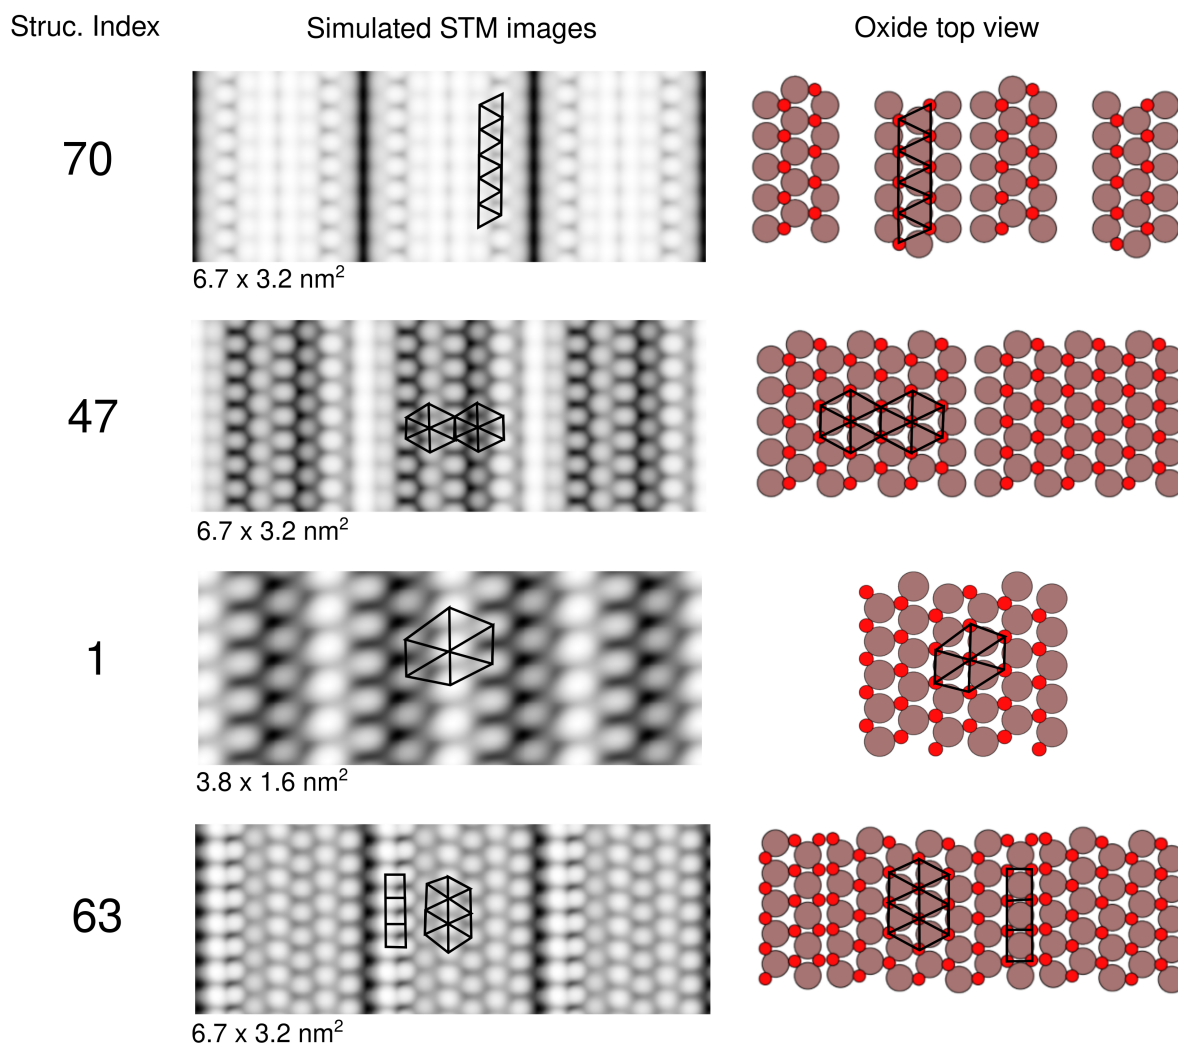 Struc. Index Simulated STM images Oxide top view
70
6.7 x 3.2 nm²
47
6.7 x 3.2 nm²
1
3.8 x 1.6 nm²
63
6.7 x 3.2 nm²